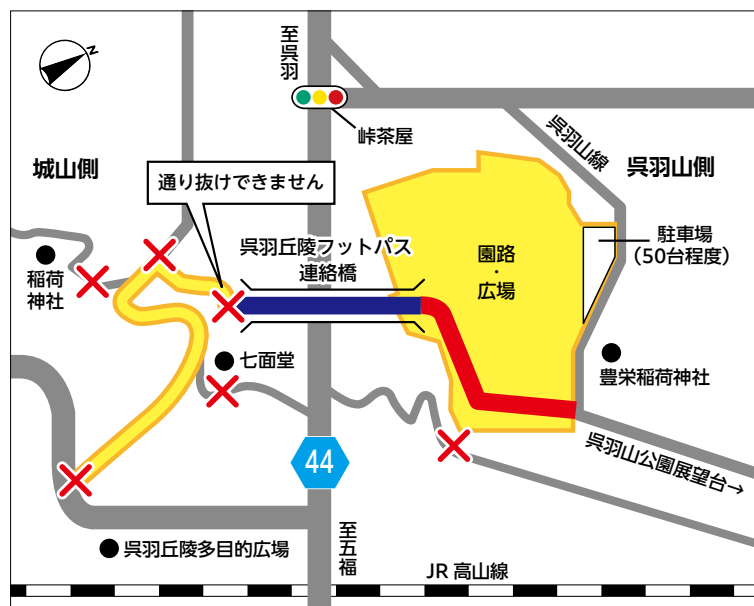 N
至呉羽
峠茶屋
呉羽山線
城山側
呉羽山側
通り抜けできません
呉羽丘陵フットパス
連絡橋
園路
・
広場
駐車場
（50台程度）
稲荷
神社
七面堂
豊栄稲荷神社
44
呉羽山公園展望台→
至五福
呉羽丘陵多目的広場
JR 高山線